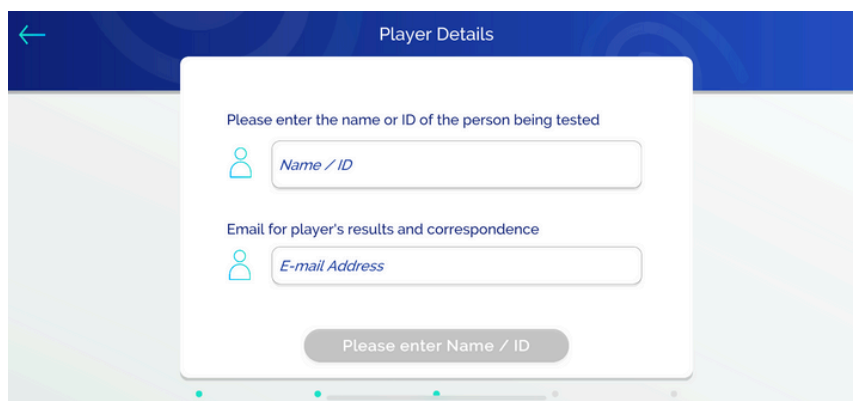 Player Details
Please enter the name or ID of the person being tested
Name / ID
Email for player's results and correspondence
E-mail Address
Please enter Name / ID